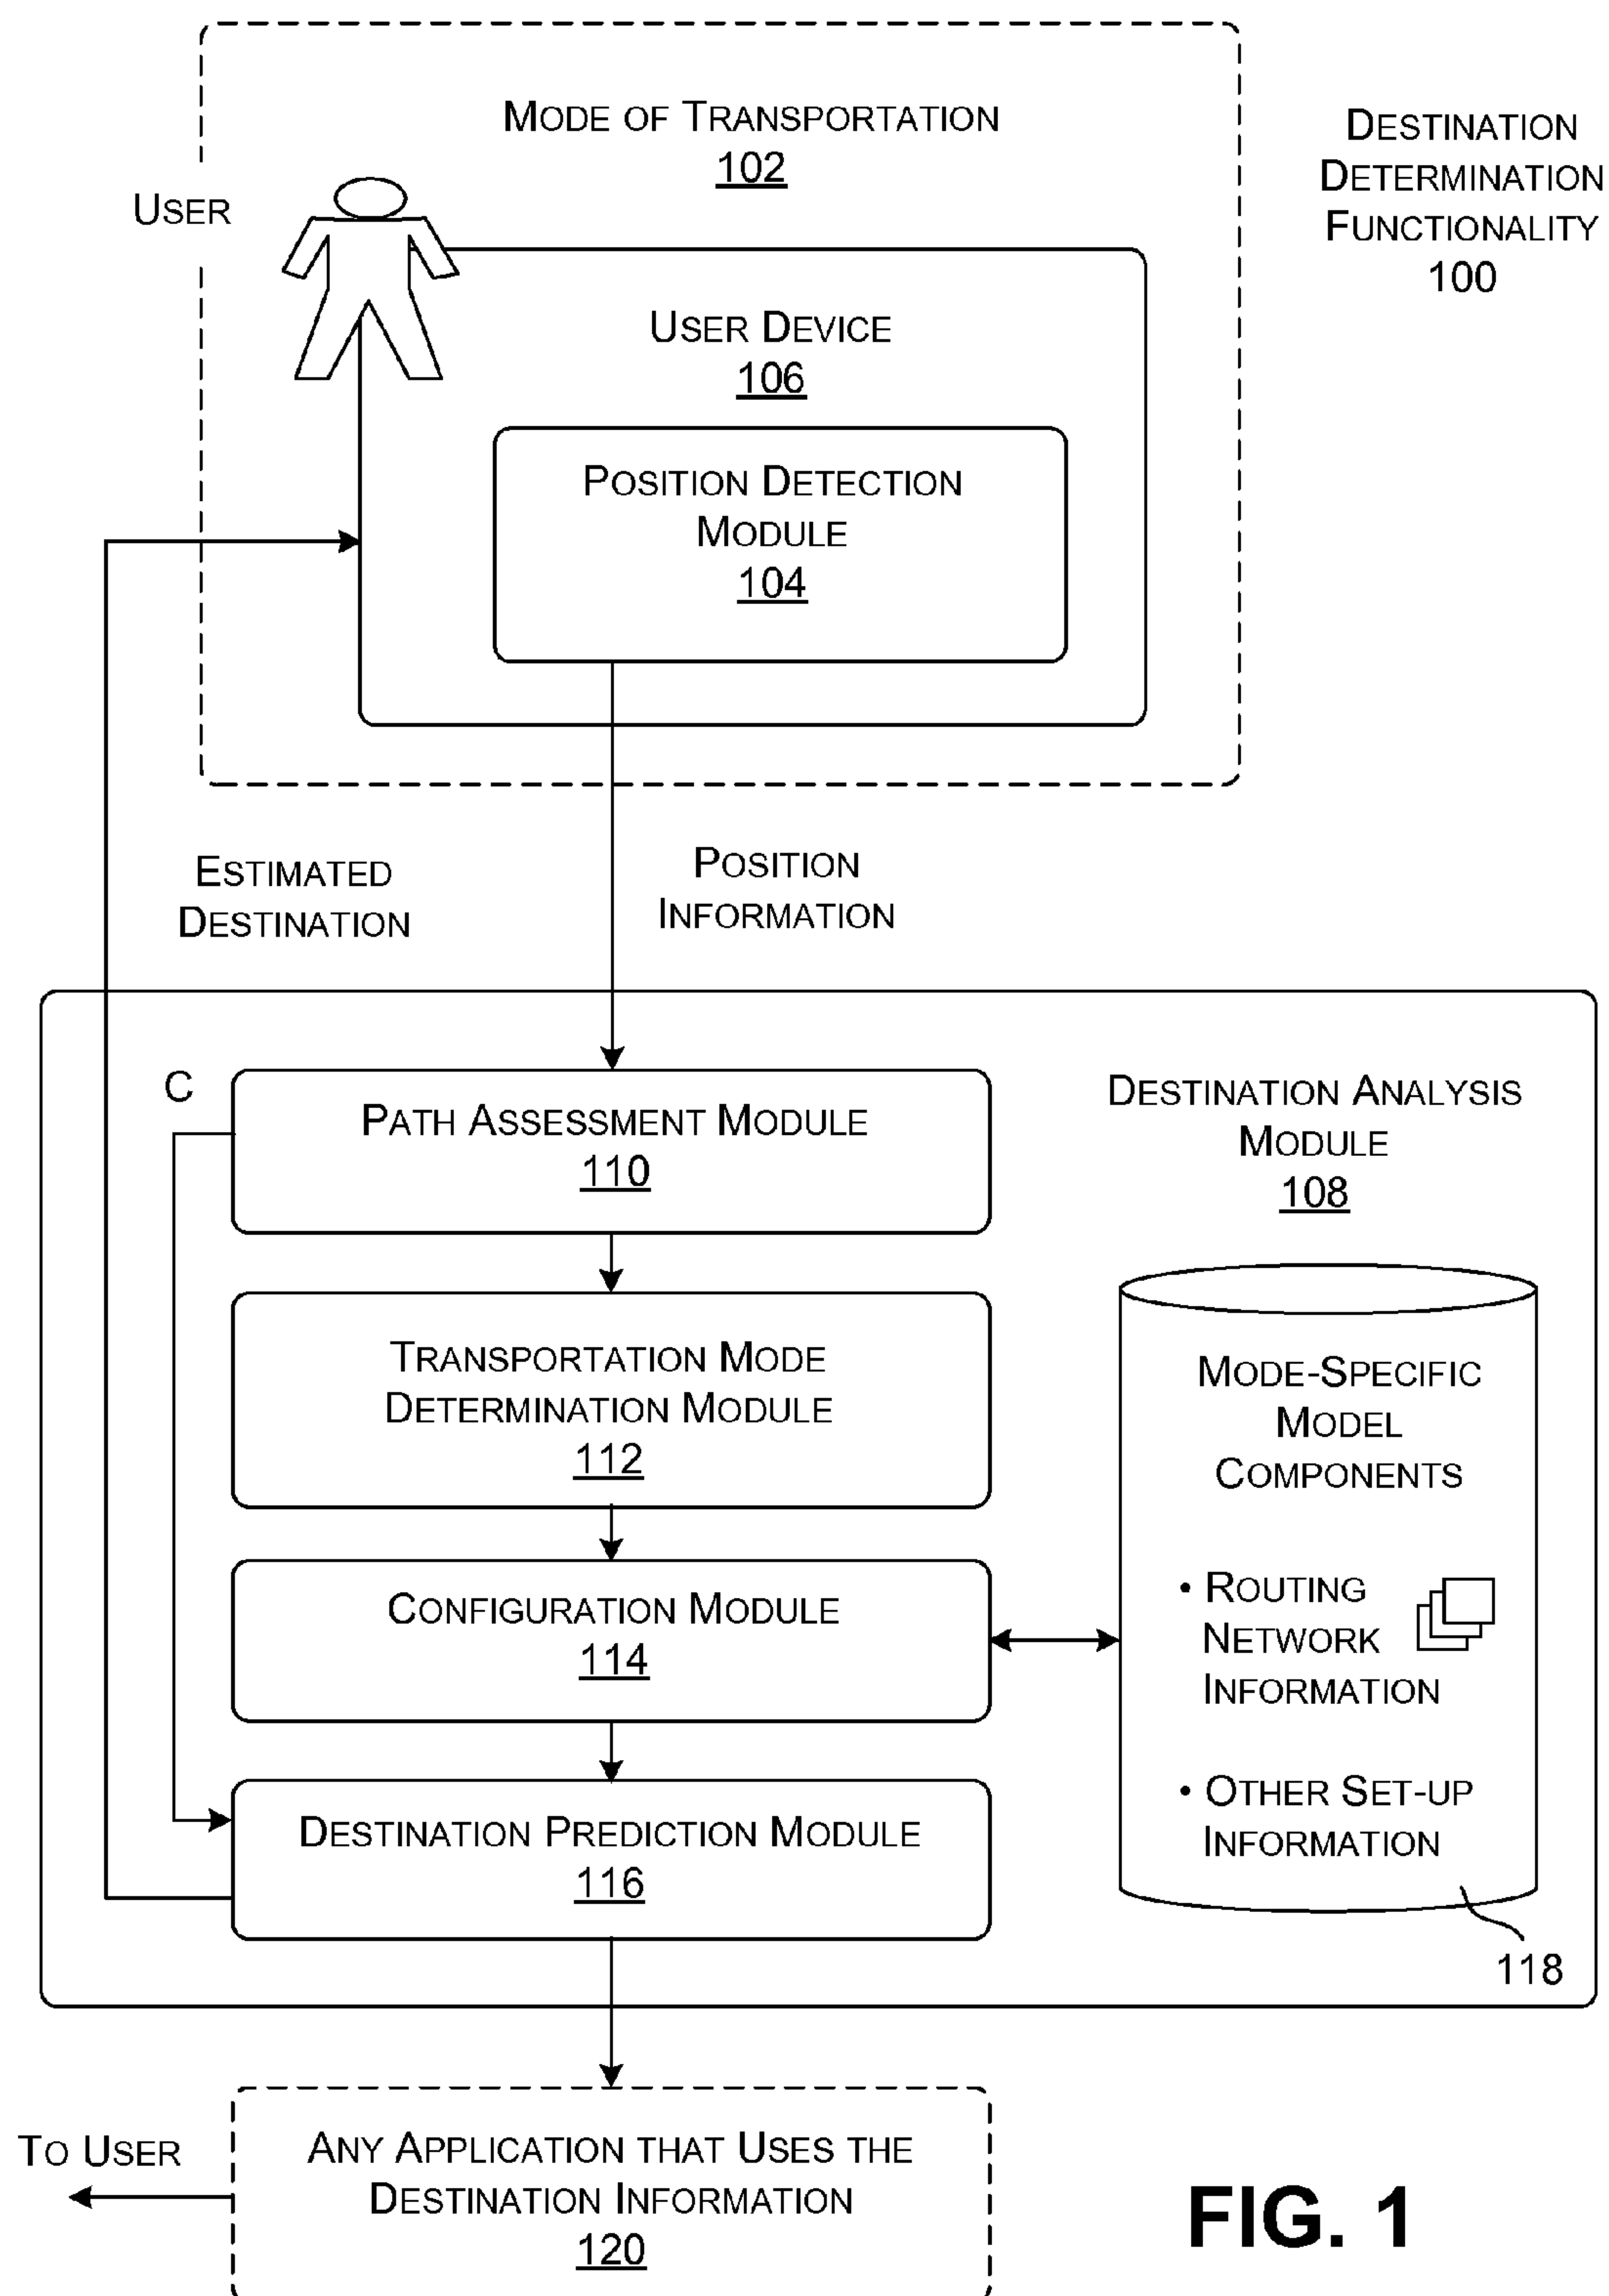 MODE OF TRANSPORTATION
102
DESTINATION
DETERMINATION
FUNCTIONALITY
100
USER
USER DEVICE
106
POSITION DETECTION
MODULE
104
ESTIMATED
DESTINATION
POSITION
INFORMATION
C
PATH ASSESSMENT MODULE
110
DESTINATION ANALYSIS
MODULE
108
TRANSPORTATION MODE
DETERMINATION MODULE
112
MODE-SPECIFIC
MODEL
COMPONENTS
• ROUTING
NETWORK
INFORMATION
• OTHER SET-UP
INFORMATION
CONFIGURATION MODULE
114
DESTINATION PREDICTION MODULE
116
118
TO USER
ANY APPLICATION THAT USES THE
DESTINATION INFORMATION
120
FIG. 1